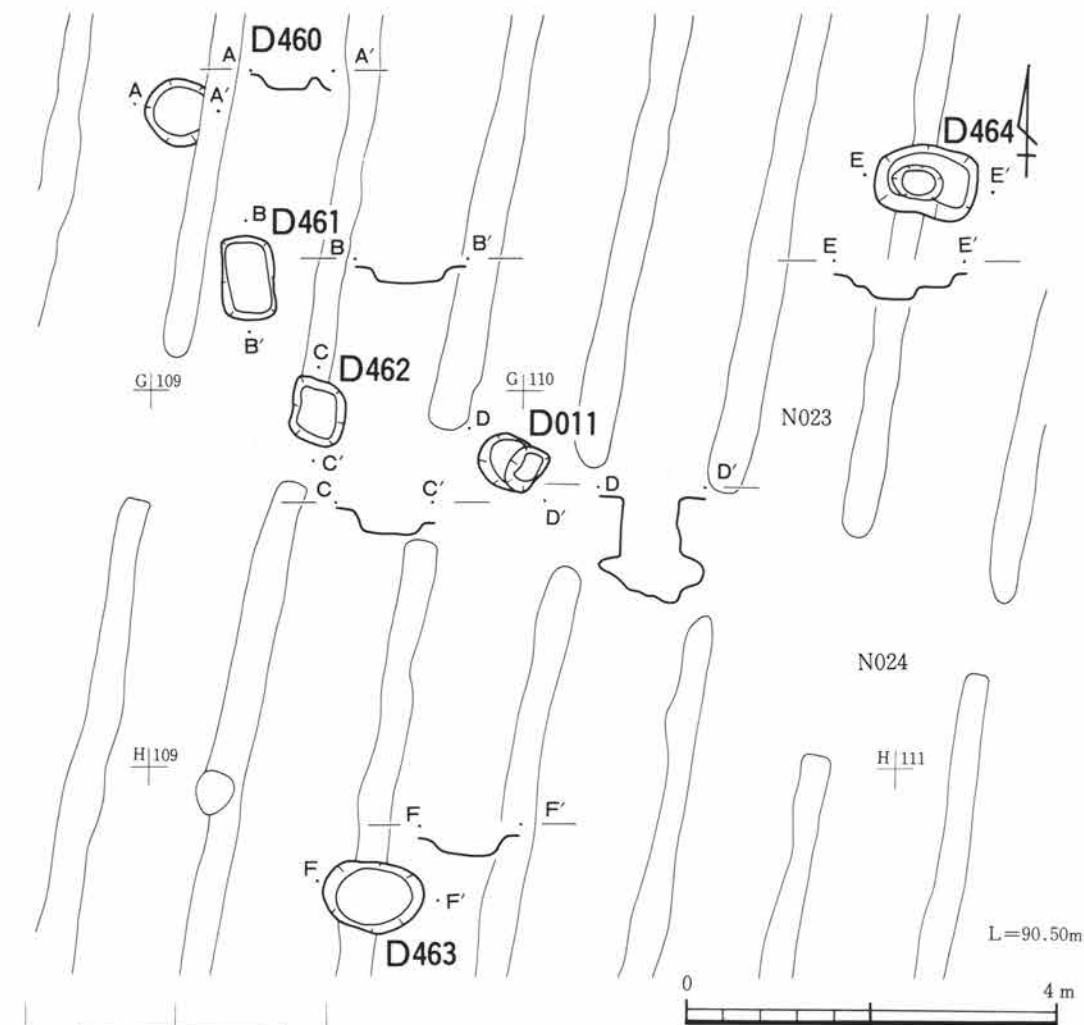 A D460 A′
A A′
D464
E E′
B D461
B B′
E E′
B′
C D462
G 109
G 110
N023
D D011
C′
C C′
D D′
D′
N024
H 109
H 111
F F′
F F′
D463
L=90.50m
0 4 m